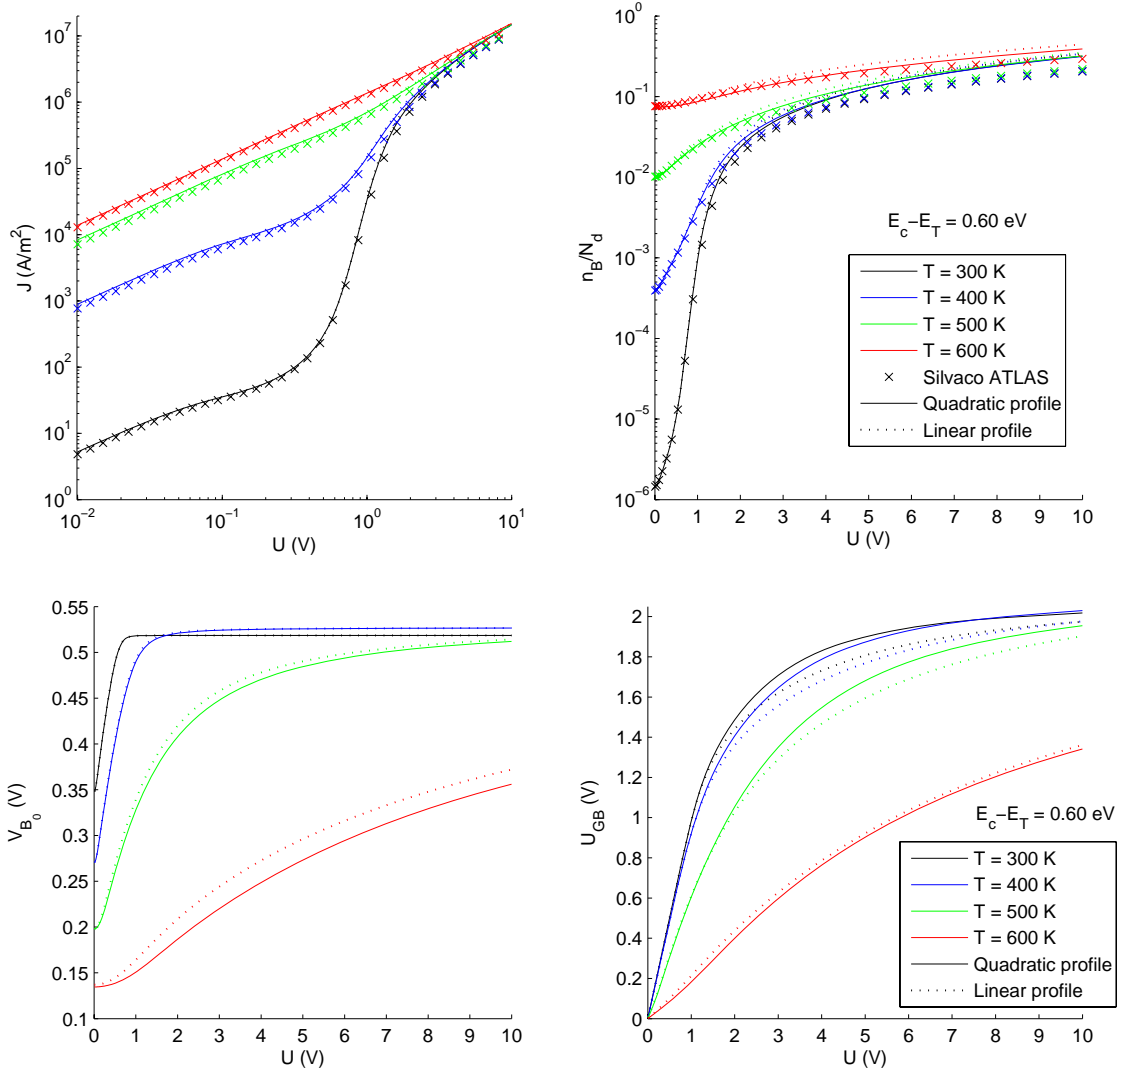 10^7
10^6
10^5
10^4
10^3
10^2
10^1
10^0
J (A/m^2)
10^−2
10^−1
10^0
10^1
U (V)
10^0
10^−1
10^−2
10^−3
10^−4
10^−5
10^−6
n_B/N_d
E_c−E_T = 0.60 eV
T = 300 K
T = 400 K
T = 500 K
T = 600 K
Silvaco ATLAS
Quadratic profile
Linear profile
0 1 2 3 4 5 6 7 8 9 10
U (V)
0.55
0.5
0.45
0.4
0.35
0.3
0.25
0.2
0.15
0.1
V_B_0 (V)
0 1 2 3 4 5 6 7 8 9 10
U (V)
2
1.8
1.6
1.4
1.2
1
0.8
0.6
0.4
0.2
0
U_GB (V)
E_c−E_T = 0.60 eV
T = 300 K
T = 400 K
T = 500 K
T = 600 K
Quadratic profile
Linear profile
0 1 2 3 4 5 6 7 8 9 10
U (V)